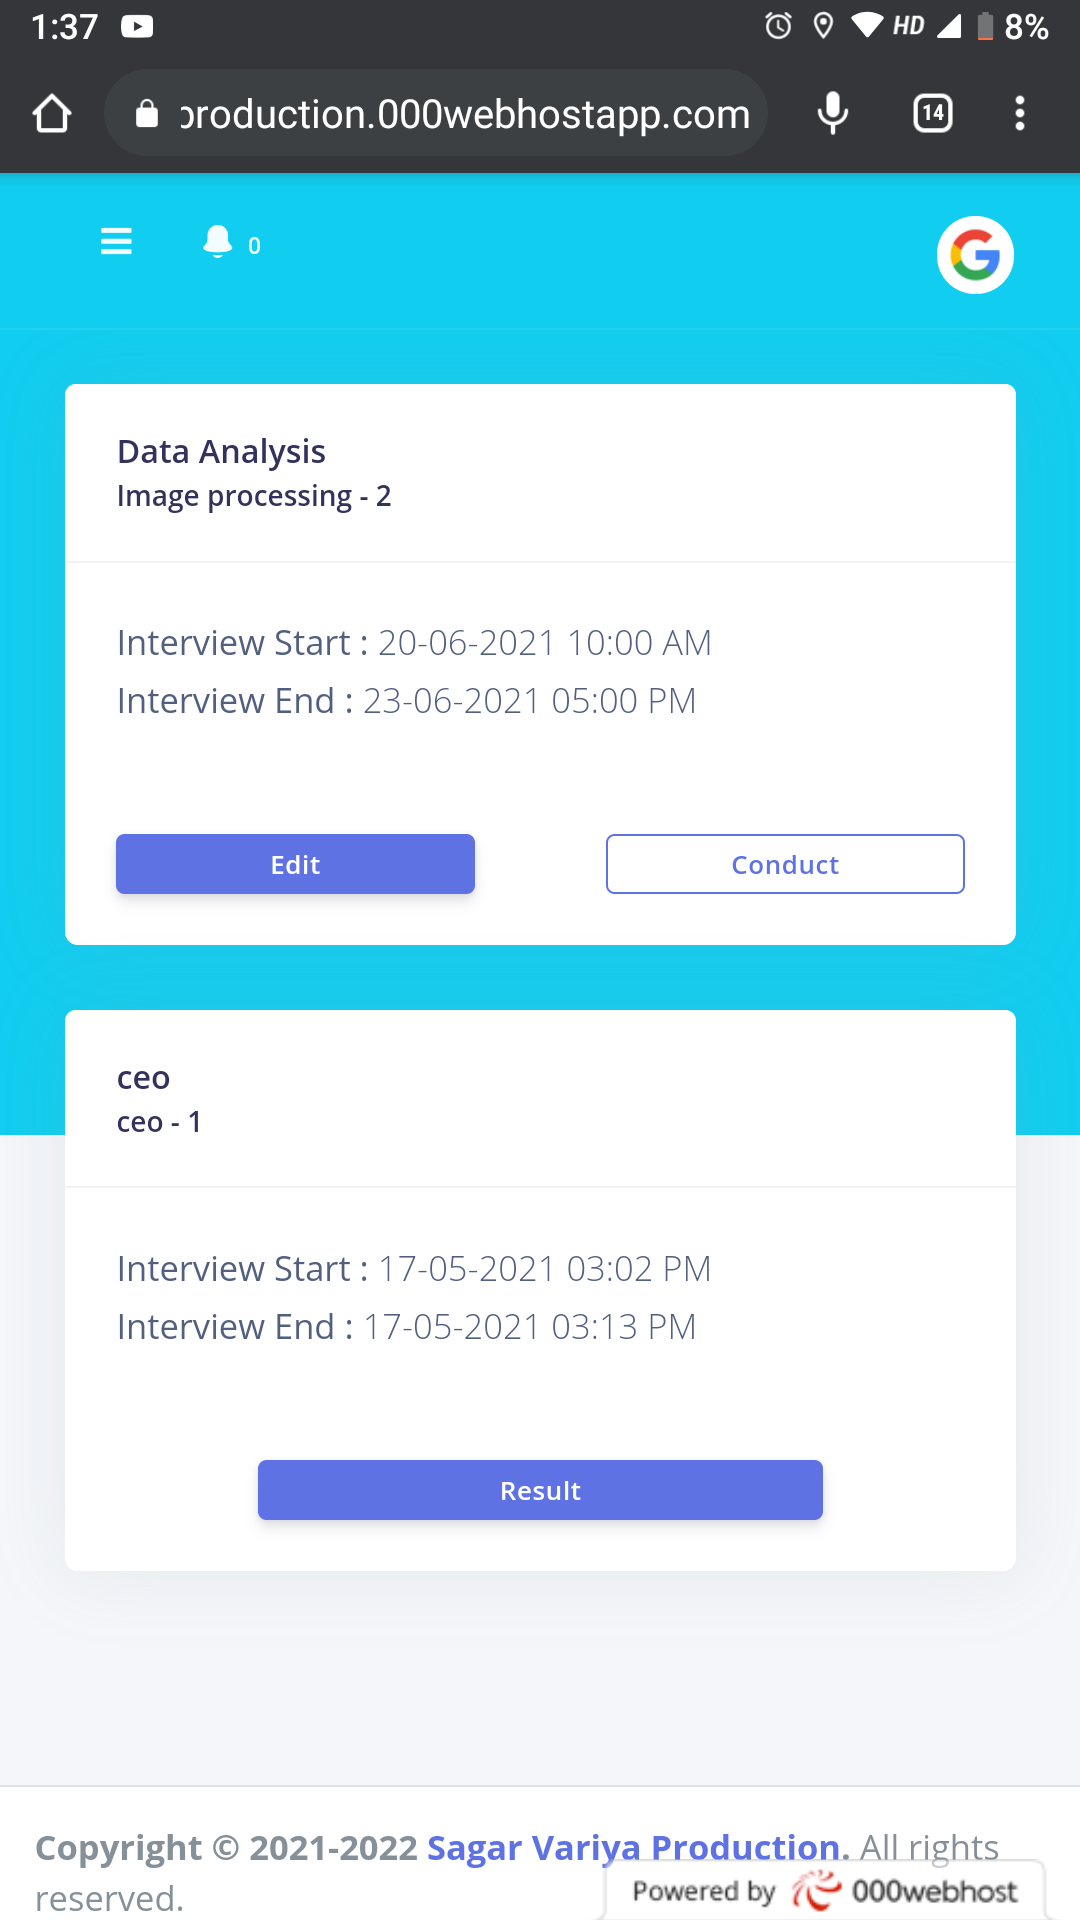 1:37 HD 8%
production.000webhostapp.com 14
0
Data Analysis
Image processing - 2
Interview Start : 20-06-2021 10:00 AM
Interview End : 23-06-2021 05:00 PM
Edit Conduct
ceo
ceo - 1
Interview Start : 17-05-2021 03:02 PM
Interview End : 17-05-2021 03:13 PM
Result
Copyright © 2021-2022 Sagar Variya Production. All rights
reserved.
Powered by 000webhost